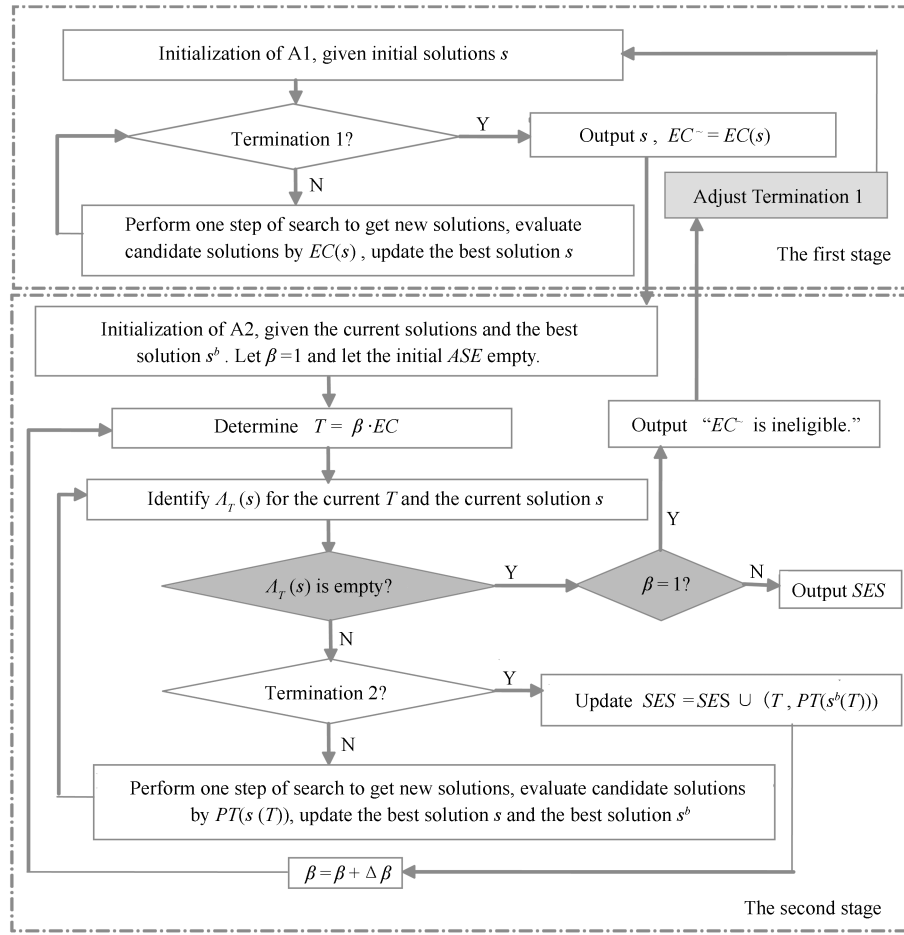 Initialization of A1, given initial solutions s
Termination 1?
Y
Output s , EC~ = EC(s)
N
Adjust Termination 1
Perform one step of search to get new solutions, evaluate
candidate solutions by EC(s) , update the best solution s
The first stage
Initialization of A2, given the current solutions and the best
solution s^b . Let β =1 and let the initial ASE empty.
Determine T = β ·EC
Output “EC~ is ineligible.”
Identify Λ_T (s) for the current T and the current solution s
Y
Λ_T (s) is empty?
Y
β = 1?
N
Output SES
N
Termination 2?
Y
Update SES =SES ∪ (T , PT(s^b(T)))
N
Perform one step of search to get new solutions, evaluate candidate solutions
by PT(s (T)), update the best solution s and the best solution s^b
β = β + Δ β
The second stage